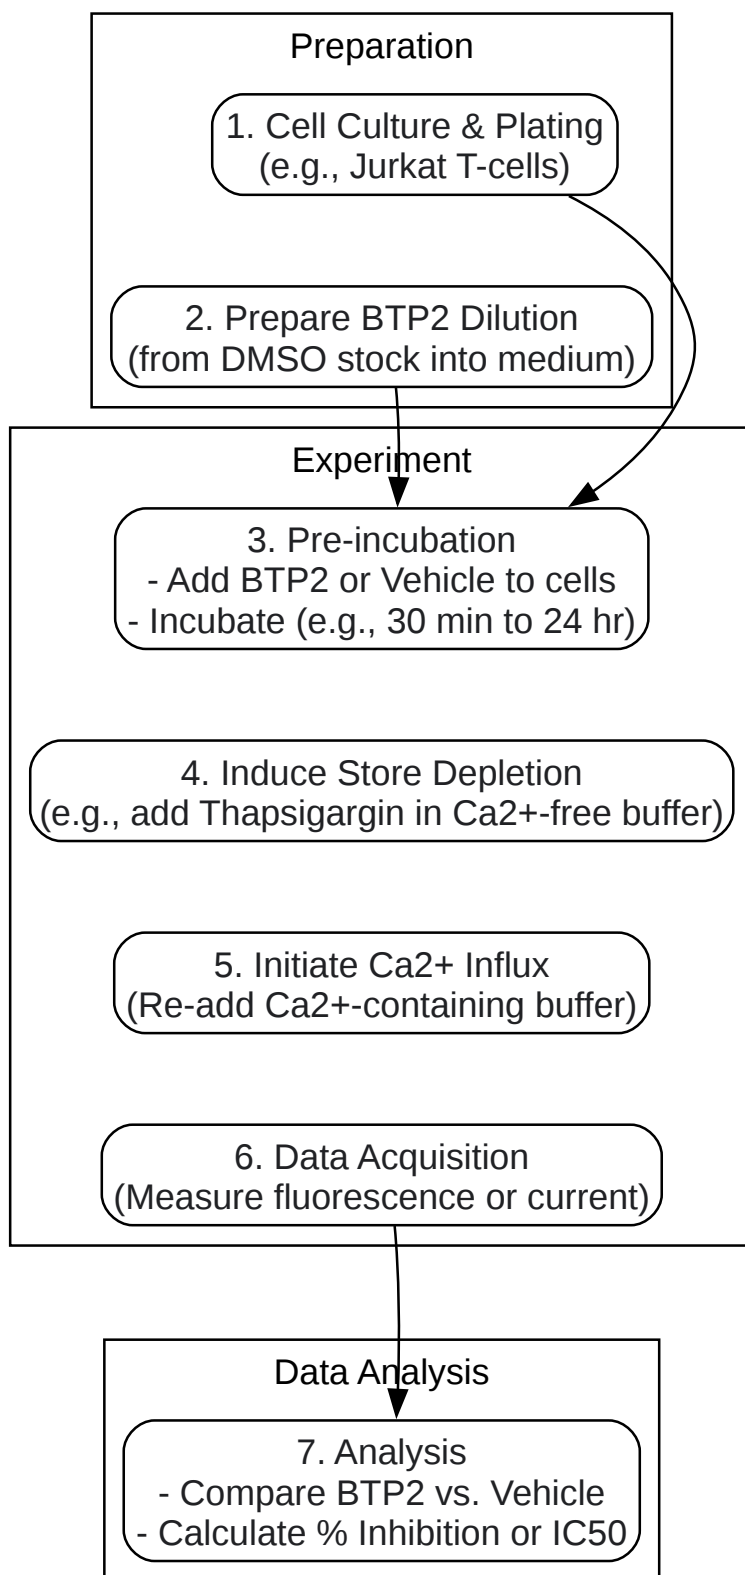 Preparation
1. Cell Culture & Plating
(e.g., Jurkat T-cells)
2. Prepare BTP2 Dilution
(from DMSO stock into medium)
Experiment
3. Pre-incubation
- Add BTP2 or Vehicle to cells
- Incubate (e.g., 30 min to 24 hr)
4. Induce Store Depletion
(e.g., add Thapsigargin in Ca2+-free buffer)
5. Initiate Ca2+ Influx
(Re-add Ca2+-containing buffer)
6. Data Acquisition
(Measure fluorescence or current)
Data Analysis
7. Analysis
- Compare BTP2 vs. Vehicle
- Calculate % Inhibition or IC50